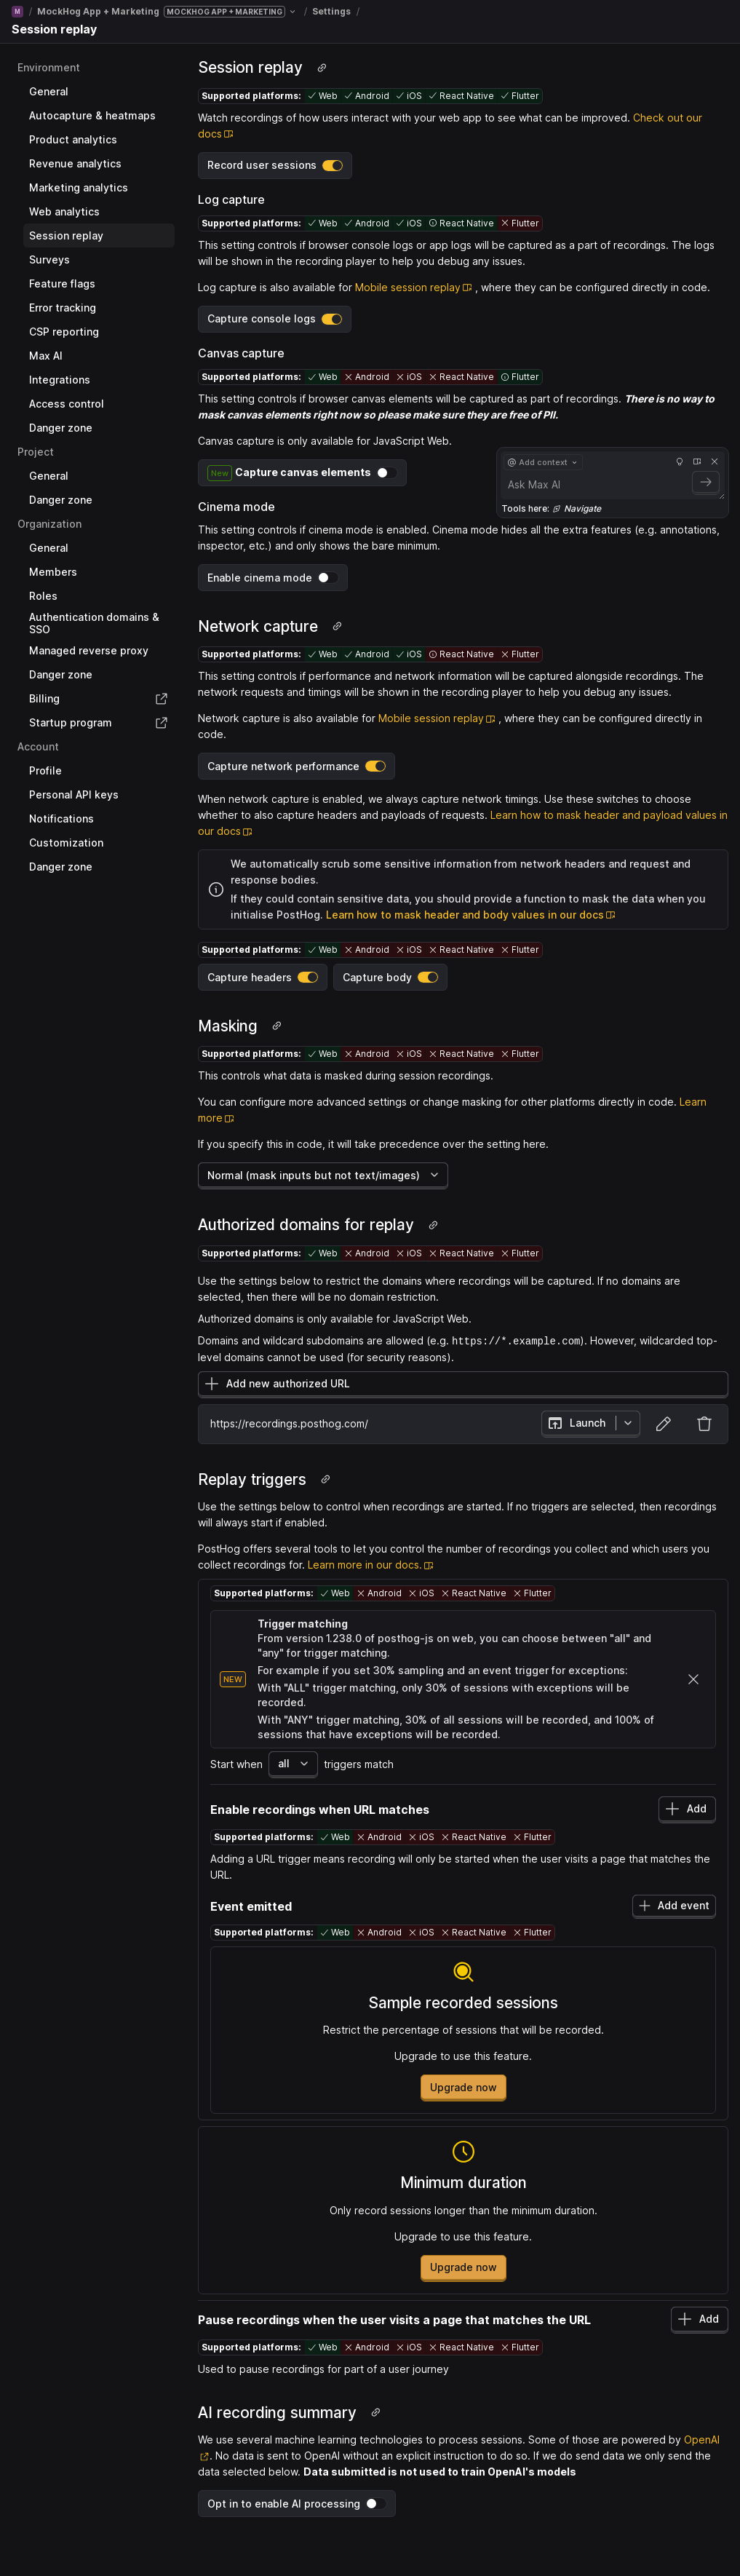 M / MockHog App + Marketing MOCKHOG APP + MARKETING / Settings /
Session replay
Environment
General
Autocapture & heatmaps
Product analytics
Revenue analytics
Marketing analytics
Web analytics
Session replay
Surveys
Feature flags
Error tracking
CSP reporting
Max AI
Integrations
Access control
Danger zone
Project
General
Danger zone
Organization
General
Members
Roles
Authentication domains &
SSO
Managed reverse proxy
Danger zone
Billing
Startup program
Account
Profile
Personal API keys
Notifications
Customization
Danger zone
Session replay
Supported platforms: Web Android iOS React Native Flutter
Watch recordings of how users interact with your web app to see what can be improved. Check out our
docs
Record user sessions
Log capture
Supported platforms: Web Android iOS React Native Flutter
This setting controls if browser console logs or app logs will be captured as a part of recordings. The logs
will be shown in the recording player to help you debug any issues.
Log capture is also available for Mobile session replay , where they can be configured directly in code.
Capture console logs
Canvas capture
Supported platforms: Web Android iOS React Native Flutter
This setting controls if browser canvas elements will be captured as part of recordings. There is no way to
mask canvas elements right now so please make sure they are free of PII.
Canvas capture is only available for JavaScript Web.
New Capture canvas elements
@ Add context
Ask Max AI
Tools here: Navigate
Cinema mode
This setting controls if cinema mode is enabled. Cinema mode hides all the extra features (e.g. annotations,
inspector, etc.) and only shows the bare minimum.
Enable cinema mode
Network capture
Supported platforms: Web Android iOS React Native Flutter
This setting controls if performance and network information will be captured alongside recordings. The
network requests and timings will be shown in the recording player to help you debug any issues.
Network capture is also available for Mobile session replay , where they can be configured directly in
code.
Capture network performance
When network capture is enabled, we always capture network timings. Use these switches to choose
whether to also capture headers and payloads of requests. Learn how to mask header and payload values in
our docs
We automatically scrub some sensitive information from network headers and request and
response bodies.
If they could contain sensitive data, you should provide a function to mask the data when you
initialise PostHog. Learn how to mask header and body values in our docs
Supported platforms: Web Android iOS React Native Flutter
Capture headers Capture body
Masking
Supported platforms: Web Android iOS React Native Flutter
This controls what data is masked during session recordings.
You can configure more advanced settings or change masking for other platforms directly in code. Learn
more
If you specify this in code, it will take precedence over the setting here.
Normal (mask inputs but not text/images)
Authorized domains for replay
Supported platforms: Web Android iOS React Native Flutter
Use the settings below to restrict the domains where recordings will be captured. If no domains are
selected, then there will be no domain restriction.
Authorized domains is only available for JavaScript Web.
Domains and wildcard subdomains are allowed (e.g. https://*.example.com). However, wildcarded top-
level domains cannot be used (for security reasons).
Add new authorized URL
https://recordings.posthog.com/ Launch
Replay triggers
Use the settings below to control when recordings are started. If no triggers are selected, then recordings
will always start if enabled.
PostHog offers several tools to let you control the number of recordings you collect and which users you
collect recordings for. Learn more in our docs.
Supported platforms: Web Android iOS React Native Flutter
NEW
Trigger matching
From version 1.238.0 of posthog-js on web, you can choose between "all" and
"any" for trigger matching.
For example if you set 30% sampling and an event trigger for exceptions:
With "ALL" trigger matching, only 30% of sessions with exceptions will be
recorded.
With "ANY" trigger matching, 30% of all sessions will be recorded, and 100% of
sessions that have exceptions will be recorded.
Start when all triggers match
Enable recordings when URL matches Add
Supported platforms: Web Android iOS React Native Flutter
Adding a URL trigger means recording will only be started when the user visits a page that matches the
URL.
Event emitted Add event
Supported platforms: Web Android iOS React Native Flutter
Sample recorded sessions
Restrict the percentage of sessions that will be recorded.
Upgrade to use this feature.
Upgrade now
Minimum duration
Only record sessions longer than the minimum duration.
Upgrade to use this feature.
Upgrade now
Pause recordings when the user visits a page that matches the URL Add
Supported platforms: Web Android iOS React Native Flutter
Used to pause recordings for part of a user journey
AI recording summary
We use several machine learning technologies to process sessions. Some of those are powered by OpenAI
. No data is sent to OpenAI without an explicit instruction to do so. If we do send data we only send the
data selected below. Data submitted is not used to train OpenAI's models
Opt in to enable AI processing